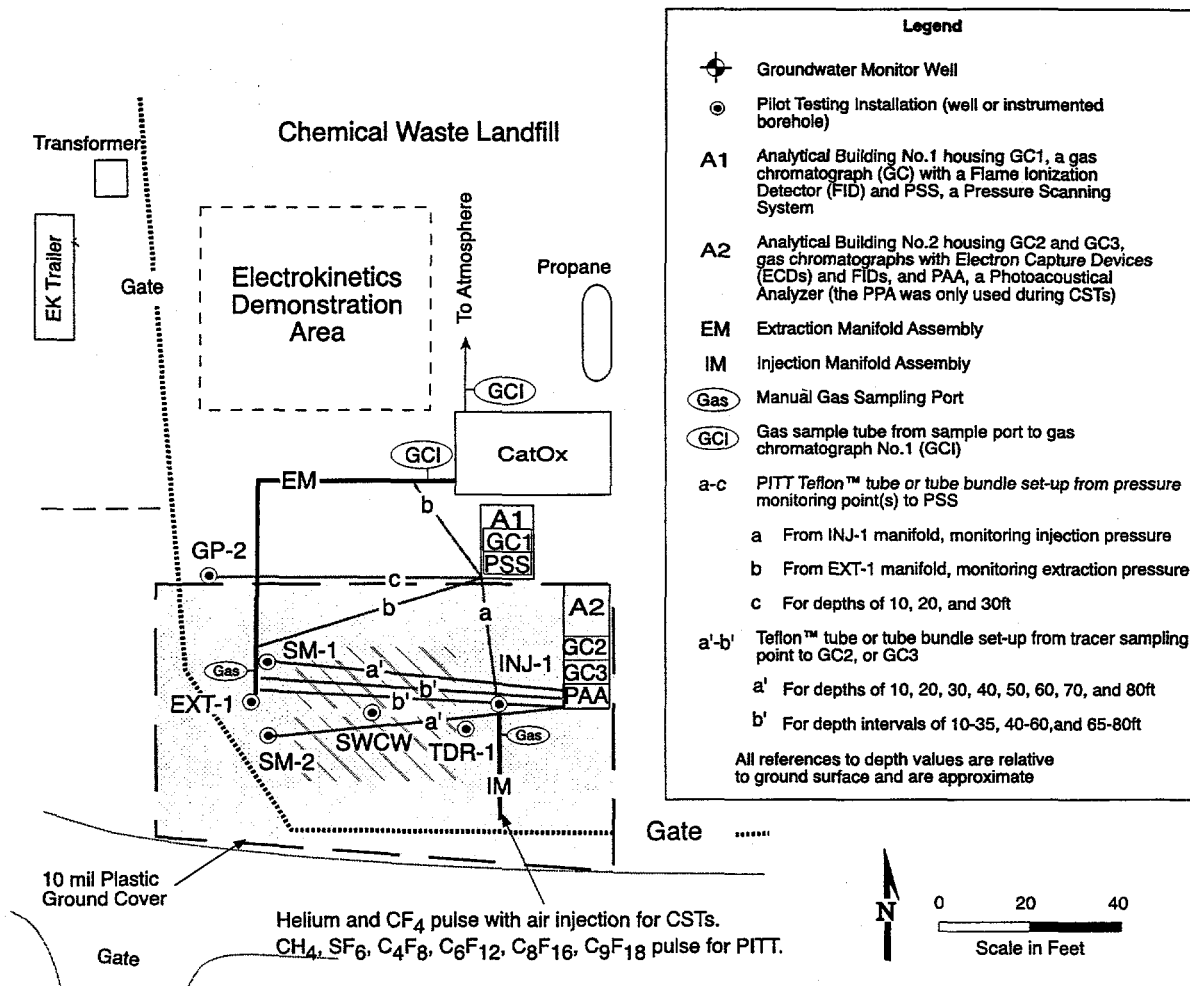 Chemical Waste Landfill
Transformer
EK Trailer
Gate
Electrokinetics
Demonstration
Area
To Atmosphere
Propane
GCI
GCI
CatOx
EM
b
A1
GC1
PSS
GP-2
c
b
a
A2
GC2
GC3
PAA
SM-1
INJ-1
Gas
a'
b'
b'
a'
EXT-1
SWCW
TDR-1
Gas
SM-2
IM
Gate
10 mil Plastic
Ground Cover
Helium and CF4 pulse with air injection for CSTs.
CH4, SF6, C4F8, C6F12, C8F16, C9F18 pulse for PITT.
Gate
N
0 20 40
Scale in Feet
Legend
Groundwater Monitor Well
Pilot Testing Installation (well or instrumented
borehole)
A1 Analytical Building No.1 housing GC1, a gas
chromatograph (GC) with a Flame Ionization
Detector (FID) and PSS, a Pressure Scanning
System
A2 Analytical Building No.2 housing GC2 and GC3,
gas chromatographs with Electron Capture Devices
(ECDs) and FIDs, and PAA, a Photoacoustical
Analyzer (the PPA was only used during CSTs)
EM Extraction Manifold Assembly
IM Injection Manifold Assembly
Gas Manual Gas Sampling Port
GCI Gas sample tube from sample port to gas
chromatograph No.1 (GCI)
a-c PITT Teflon™ tube or tube bundle set-up from pressure
monitoring point(s) to PSS
a From INJ-1 manifold, monitoring injection pressure
b From EXT-1 manifold, monitoring extraction pressure
c For depths of 10, 20, and 30ft
a'-b' Teflon™ tube or tube bundle set-up from tracer sampling
point to GC2, or GC3
a' For depths of 10, 20, 30, 40, 50, 60, 70, and 80ft
b' For depth intervals of 10-35, 40-60,and 65-80ft
All references to depth values are relative
to ground surface and are approximate